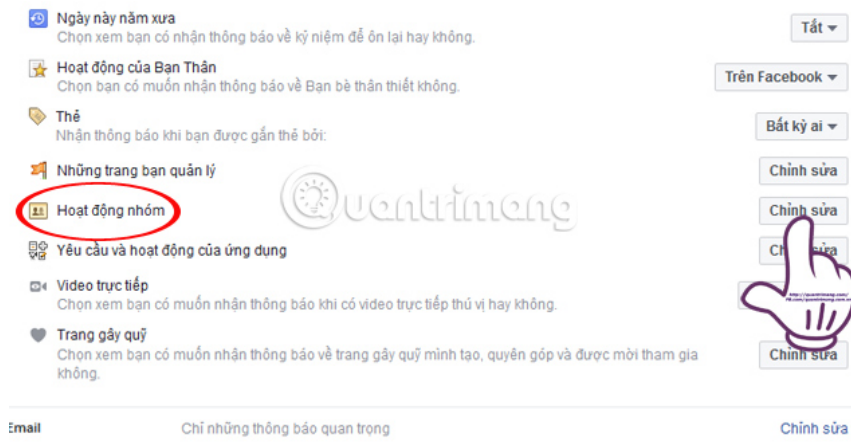 Ngày này năm xưa
Chọn xem bạn có nhận thông báo về kỷ niệm để ôn lại hay không.
Tắt
Hoạt động của Bạn Thân
Chọn bạn có muốn nhận thông báo về Bạn bè thân thiết không.
Trên Facebook
Thẻ
Nhận thông báo khi bạn được gắn thẻ bởi:
Bất kỳ ai
Những trang bạn quản lý
Chỉnh sửa
Quantrimang
Hoạt động nhóm
Chỉnh sửa
Yêu cầu và hoạt động của ứng dụng
Video trực tiếp
Chọn xem bạn có muốn nhận thông báo khi có video trực tiếp thú vị hay không.
http://quantrimang.com/
Trang gây quỹ
Chọn xem bạn có muốn nhận thông báo về trang gây quỹ mình tạo, quyên góp và được mời tham gia
không.
Chỉnh sửa
Email
Chỉ những thông báo quan trọng
Chỉnh sửa